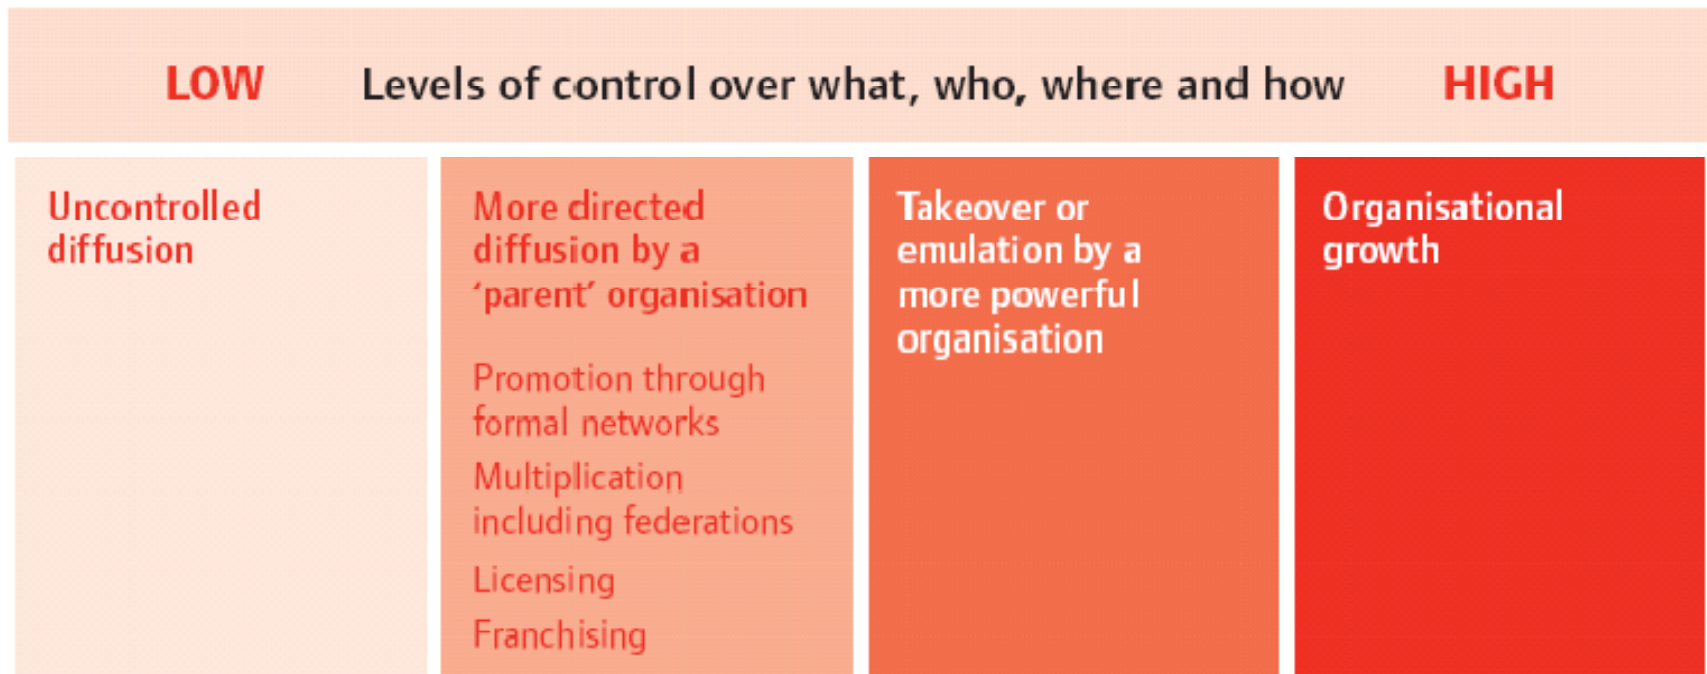 LOW Levels of control over what, who, where and how HIGH
Uncontrolled
diffusion
More directed
diffusion by a
‘parent’ organisation
Promotion through
formal networks
Multiplication
including federations
Licensing
Franchising
Takeover or
emulation by a
more powerful
organisation
Organisational
growth